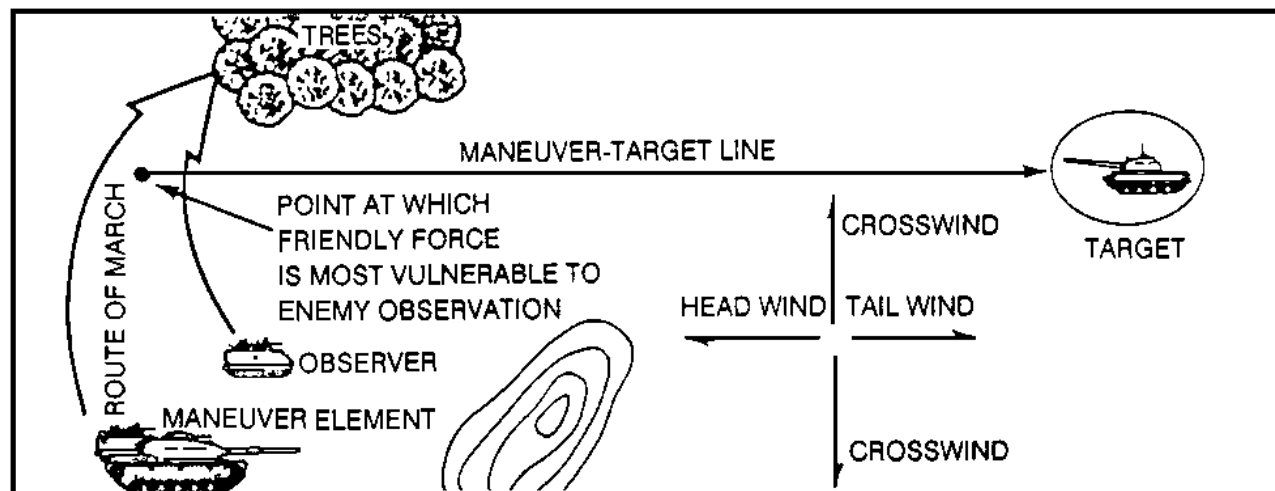 TREES
MANEUVER-TARGET LINE
ROUTE OF MARCH
POINT AT WHICH
FRIENDLY FORCE
IS MOST VULNERABLE TO
ENEMY OBSERVATION
CROSSWIND
TARGET
HEAD WIND
TAIL WIND
OBSERVER
MANEUVER ELEMENT
CROSSWIND